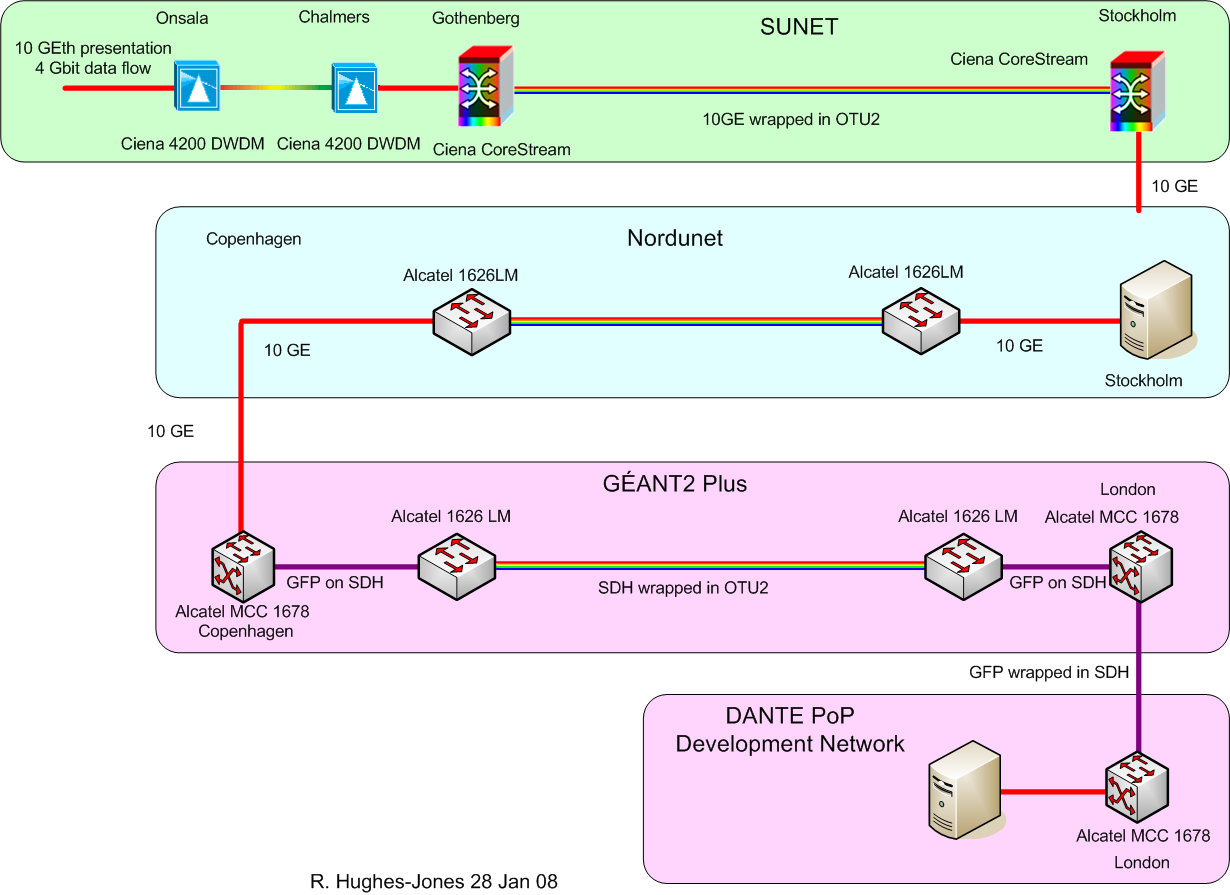 Onsala
Chalmers
Gothenberg
SUNET
Stockholm
10 GEth presentation
4 Gbit data flow
Ciena CoreStream
10GE wrapped in OTU2
Ciena 4200 DWDM
Ciena 4200 DWDM
Ciena CoreStream
10 GE
Copenhagen
Nordunet
Alcatel 1626LM
Alcatel 1626LM
10 GE
10 GE
Stockholm
10 GE
GÉANT2 Plus
London
Alcatel 1626 LM
Alcatel 1626 LM
Alcatel MCC 1678
GFP on SDH
SDH wrapped in OTU2
GFP on SDH
Alcatel MCC 1678
Copenhagen
GFP wrapped in SDH
DANTE PoP
Development Network
Alcatel MCC 1678
London
R. Hughes-Jones 28 Jan 08